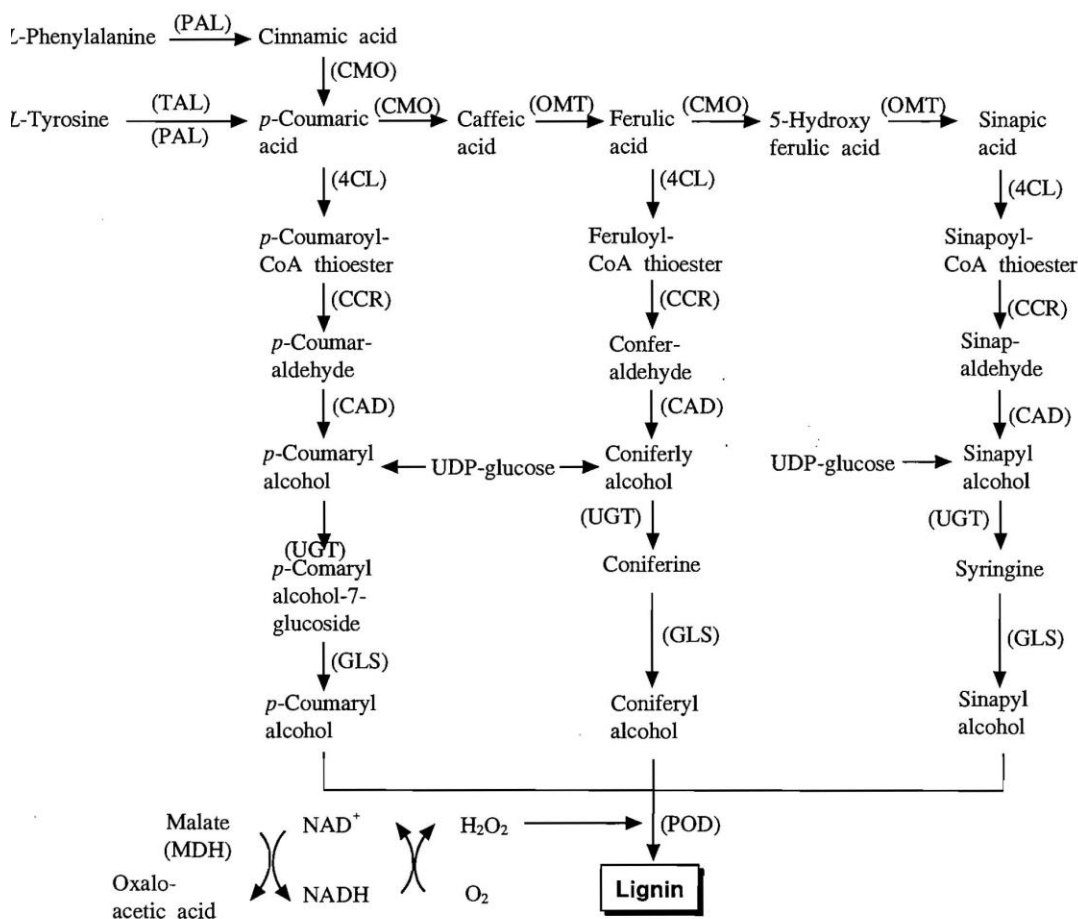 L-Phenylalanine (PAL) Cinnamic acid
(CMO)
L-Tyrosine (TAL) (PAL) p-Coumaric acid (CMO) Caffeic acid (OMT) Ferulic acid (CMO) 5-Hydroxy ferulic acid (OMT) Sinapic acid
(4CL) (4CL) (4CL)
p-Coumaroyl- Feruloyl- Sinapoyl-
CoA thioester CoA thioester CoA thioester
(CCR) (CCR) (CCR)
p-Coumar- Confer- Sinap-
aldehyde aldehyde aldehyde
(CAD) (CAD) (CAD)
p-Coumaryl UDP-glucose Coniferly UDP-glucose Sinapyl
alcohol alcohol alcohol
(UGT) (UGT) (UGT)
p-Comaryl Coniferine Syringine
alcohol-7-
glucoside
(GLS) (GLS) (GLS)
p-Coumaryl Coniferyl Sinapyl
alcohol alcohol alcohol
Malate NAD+ H2O2 (POD)
(MDH)
Oxalo- NADH O2 Lignin
acetic acid